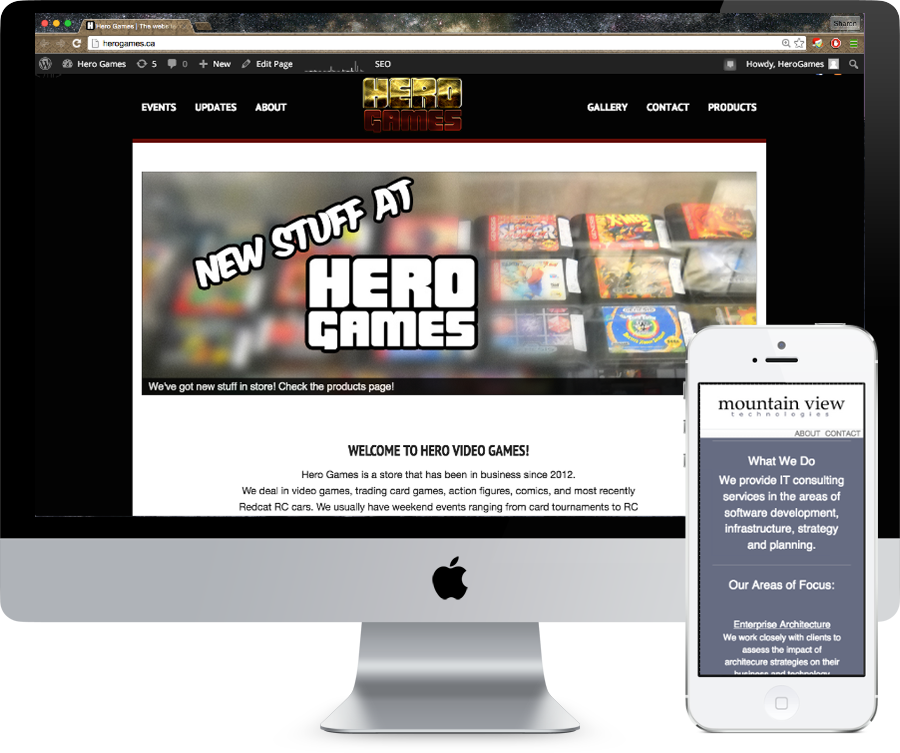 Hero Games | The webs
Sharon
herogames.ca
Hero Games 5 0 New Edit Page SEO Howdy, HeroGames
EVENTS UPDATES ABOUT
HERO
GAMES
GALLERY CONTACT PRODUCTS
NEW STUFF AT
HERO
GAMES
X-MEN
2
We've got new stuff in store! Check the products page!
WELCOME TO HERO VIDEO GAMES!
Hero Games is a store that has been in business since 2012.
We deal in video games, trading card games, action figures, comics, and most recently
Redcat RC cars. We usually have weekend events ranging from card tournaments to RC
mountain view
technologies
ABOUT CONTACT
What We Do
We provide IT consulting
services in the areas of
software development,
infrastructure, strategy
and planning.
Our Areas of Focus:
Enterprise Architecture
We work closely with clients to
assess the impact of
architecure strategies on their
business and technology